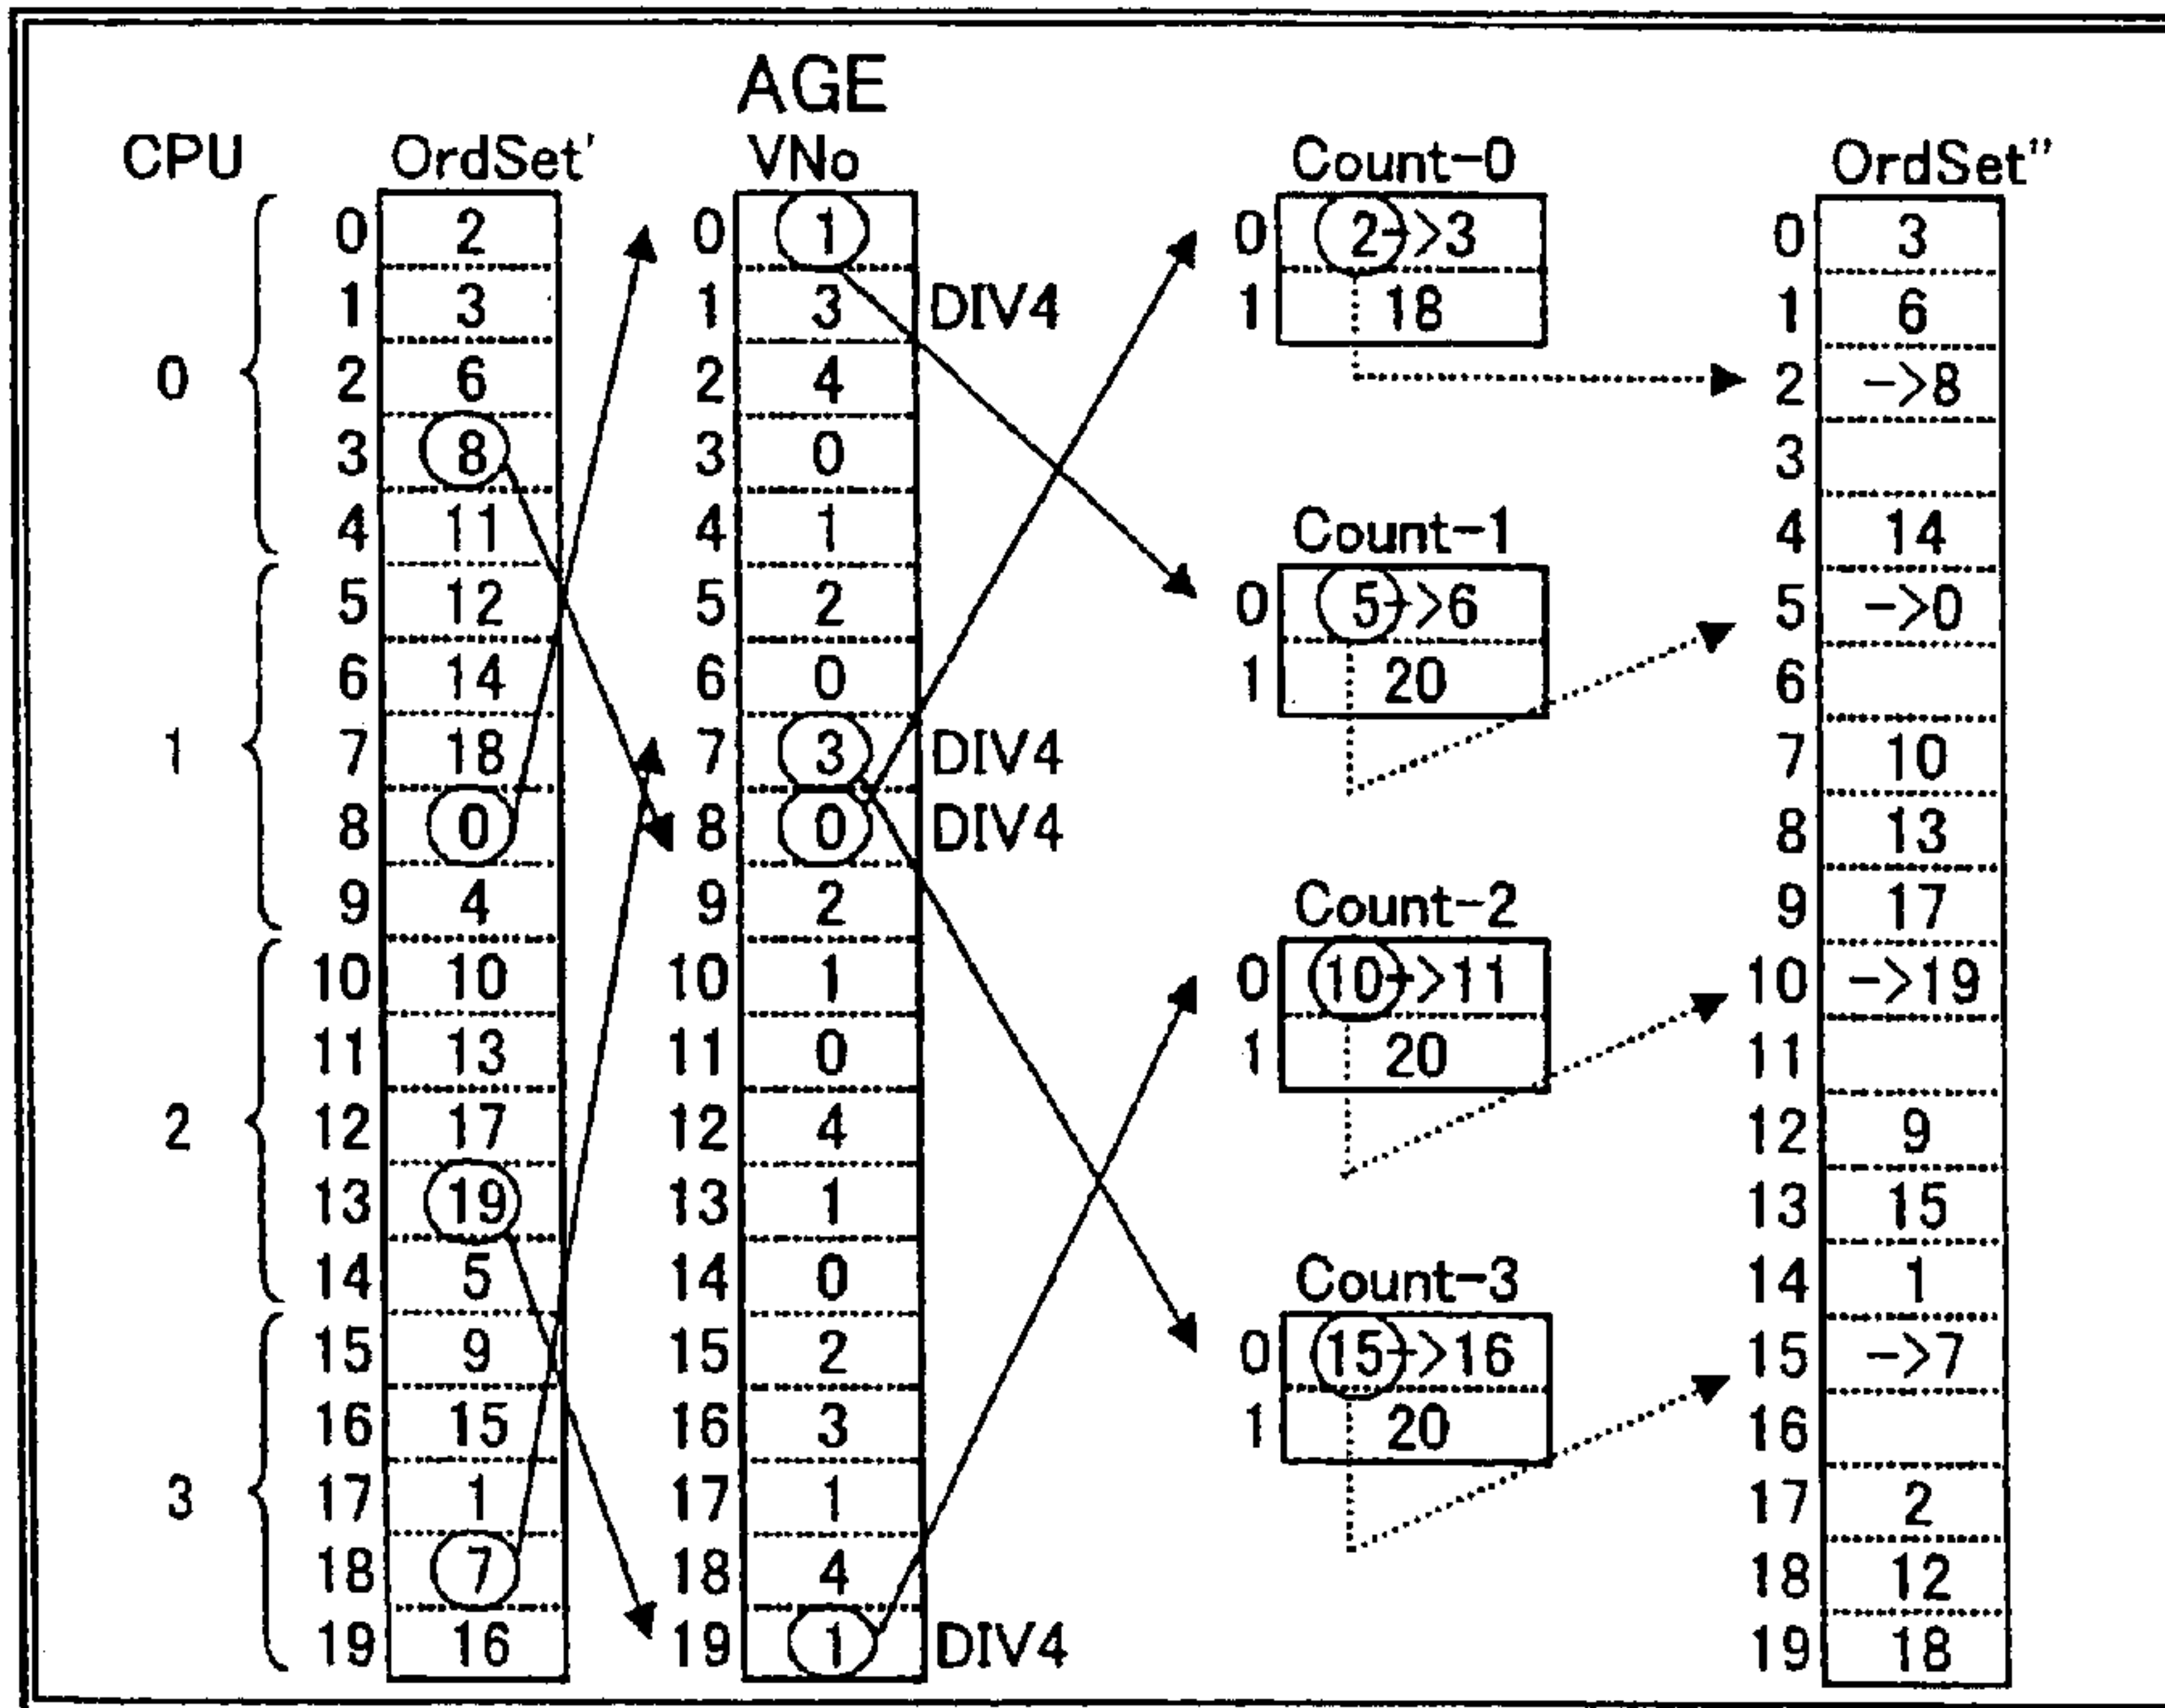 AGE
CPU OrdSet' VNo Count-0 OrdSet"
0 2 0 1 0 2->3 0 3
1 3 1 3 DIV4 1 18 1 6
0 2 6 2 4 2 ->8
3 8 3 0 3
4 11 4 1 Count-1 4 14
5 12 5 2 0 5->6 5 ->0
6 14 6 0 1 20 6
1 7 18 7 3 DIV4 7 10
8 0 8 0 DIV4 8 13
9 4 9 2 Count-2 9 17
10 10 10 1 0 10->11 10 ->19
11 13 11 0 1 20 11
2 12 17 12 4 12 9
13 19 13 1 13 15
14 5 14 0 Count-3 14 1
15 9 15 2 0 15->16 15 ->7
16 15 16 3 1 20 16
3 17 1 17 1 17 2
18 7 18 4 18 12
19 16 19 1 DIV4 19 18